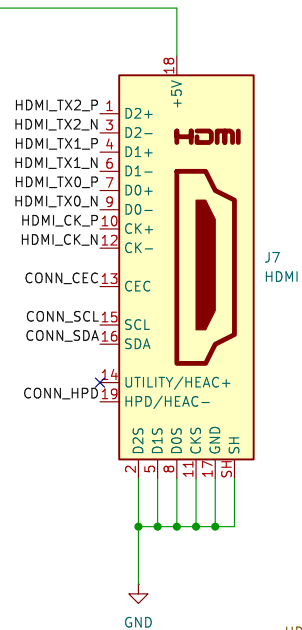 18
+5V
HDMI
HDMI_TX2_P 1 D2+
HDMI_TX2_N 3 D2-
HDMI_TX1_P 4 D1+
HDMI_TX1_N 6 D1-
HDMI_TX0_P 7 D0+
HDMI_TX0_N 9 D0-
HDMI_CK_P 10 CK+
HDMI_CK_N 12 CK-
J7
HDMI
CONN_CEC 13 CEC
CONN_SCL 15 SCL
CONN_SDA 16 SDA
14 UTILITY/HEAC+
CONN_HPD 19 HPD/HEAC-
D2S D1S D0S CKS GND SH
2 5 8 11 17 SH
GND